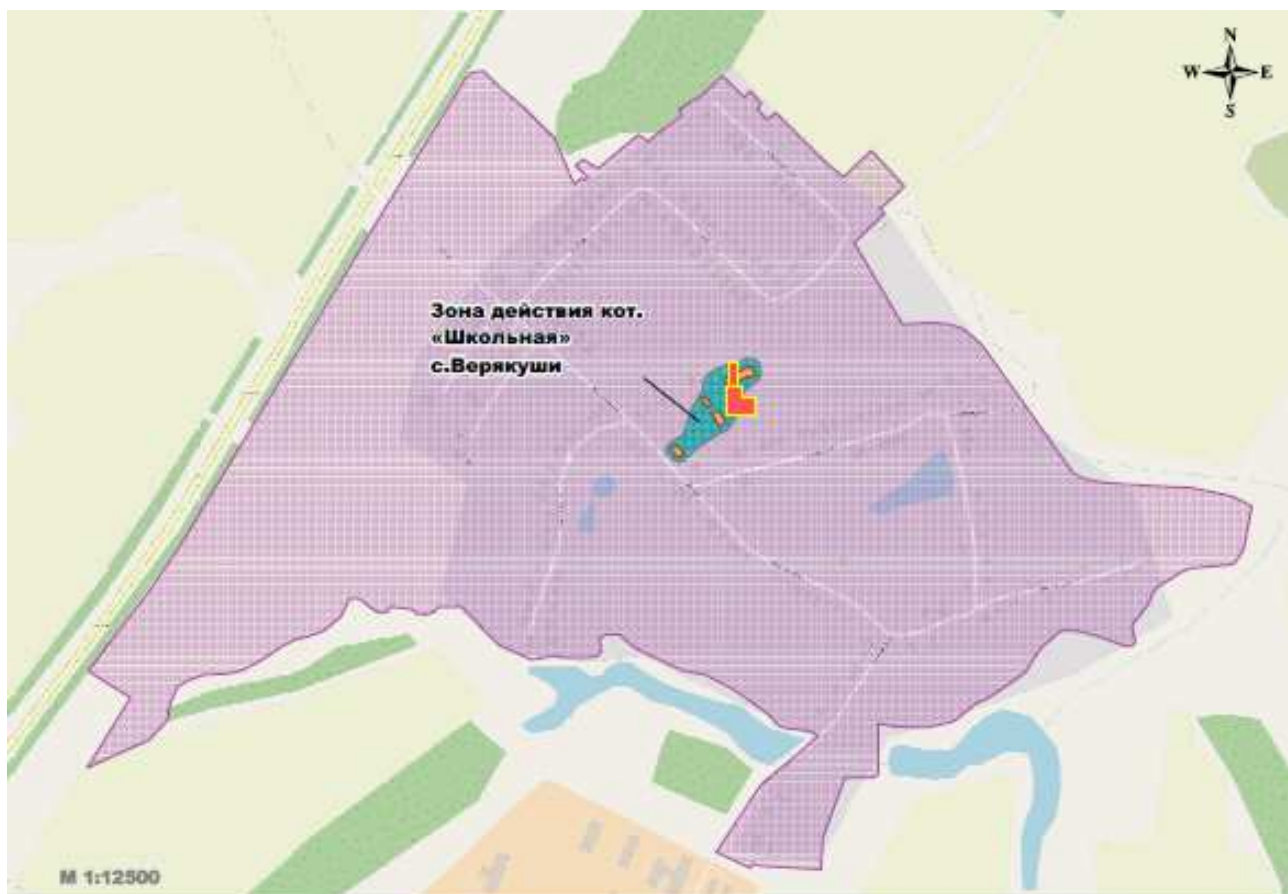 N
W E
S
Зона действия кот.
«Школьная»
с.Верякуши
М 1:12500